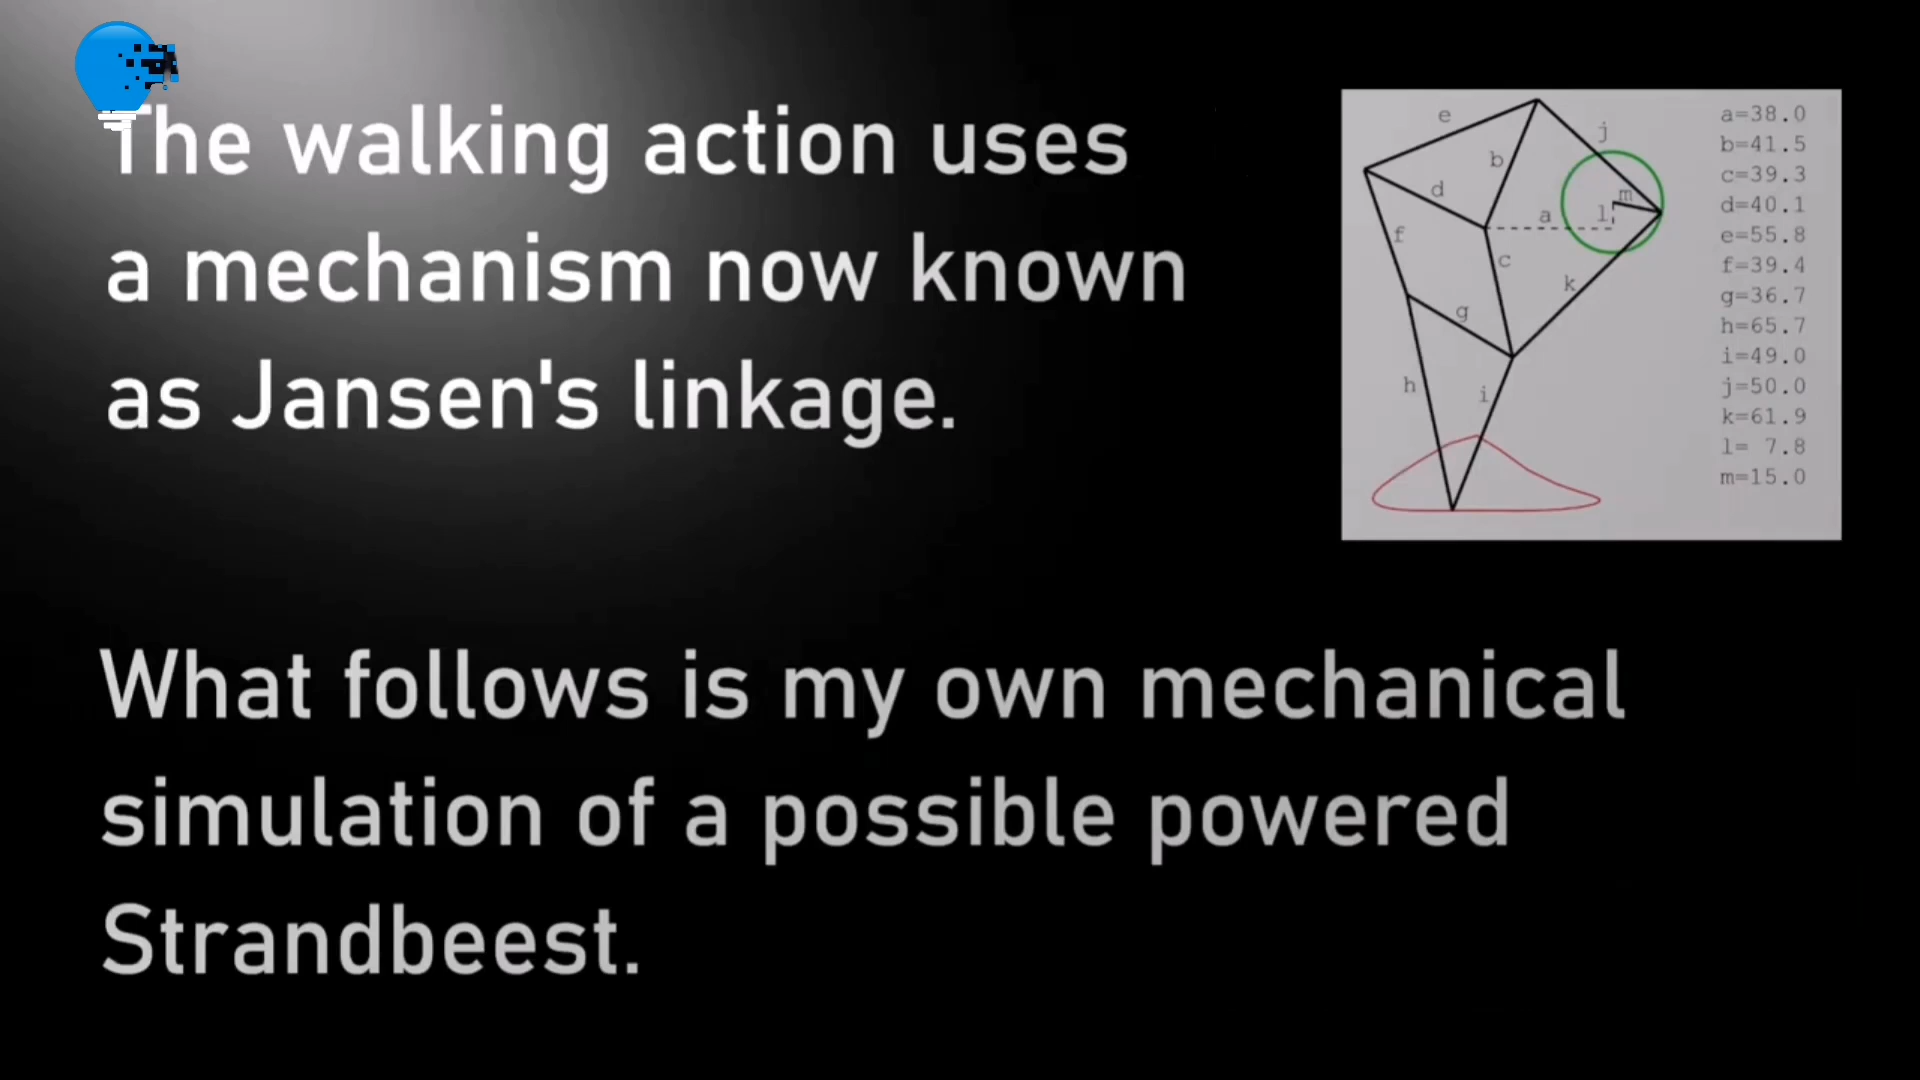 The walking action uses
a mechanism now known
as Jansen's linkage.
e
j
b
d
m
l
a
f
c
k
g
h
i
a=38.0
b=41.5
c=39.3
d=40.1
e=55.8
f=39.4
g=36.7
h=65.7
i=49.0
j=50.0
k=61.9
l= 7.8
m=15.0
What follows is my own mechanical
simulation of a possible powered
Strandbeest.